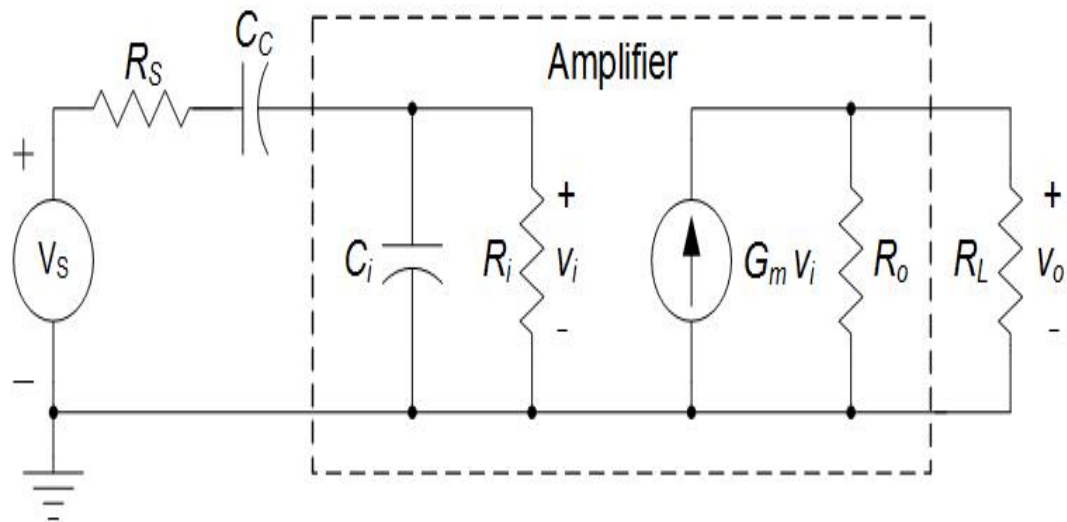 C_C
R_S
Amplifier
+
V_S
−
C_i
R_i
+
v_i
-
G_m v_i
R_o
R_L
+
v_o
-